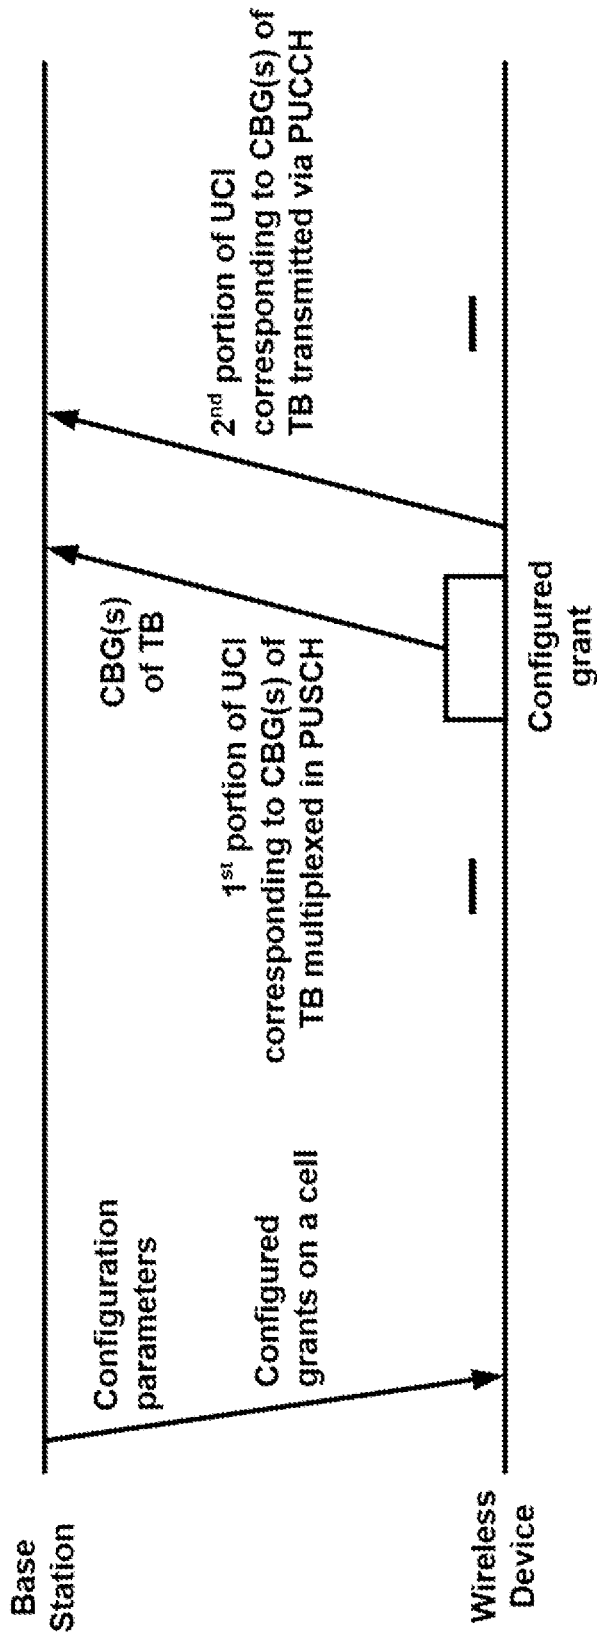 Base
Station
Wireless
Device
Configuration
parameters
Configured
grants on a cell
CBG(s)
of TB
1st portion of UCI
corresponding to CBG(s) of
TB multiplexed in PUSCH
Configured
grant
2nd portion of UCI
corresponding to CBG(s) of
TB transmitted via PUCCH